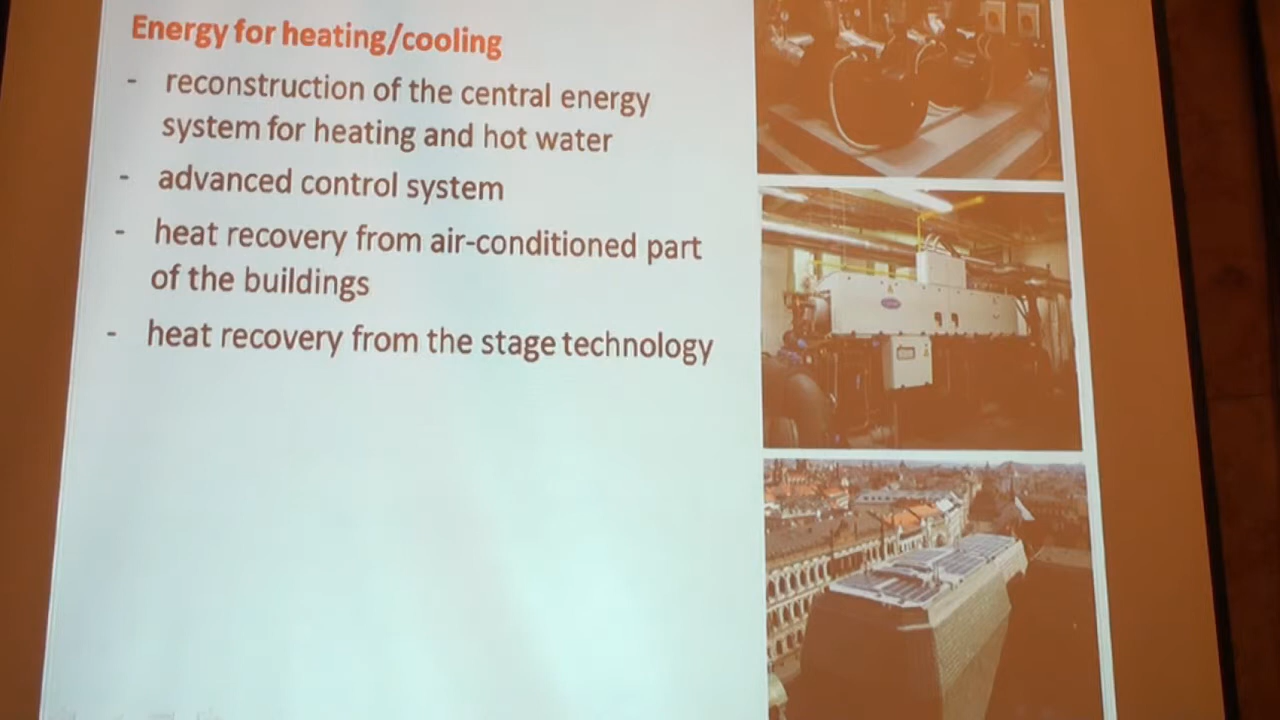 Energy for heating/cooling
- reconstruction of the central energy
system for heating and hot water
- advanced control system
- heat recovery from air-conditioned part
of the buildings
- heat recovery from the stage technology